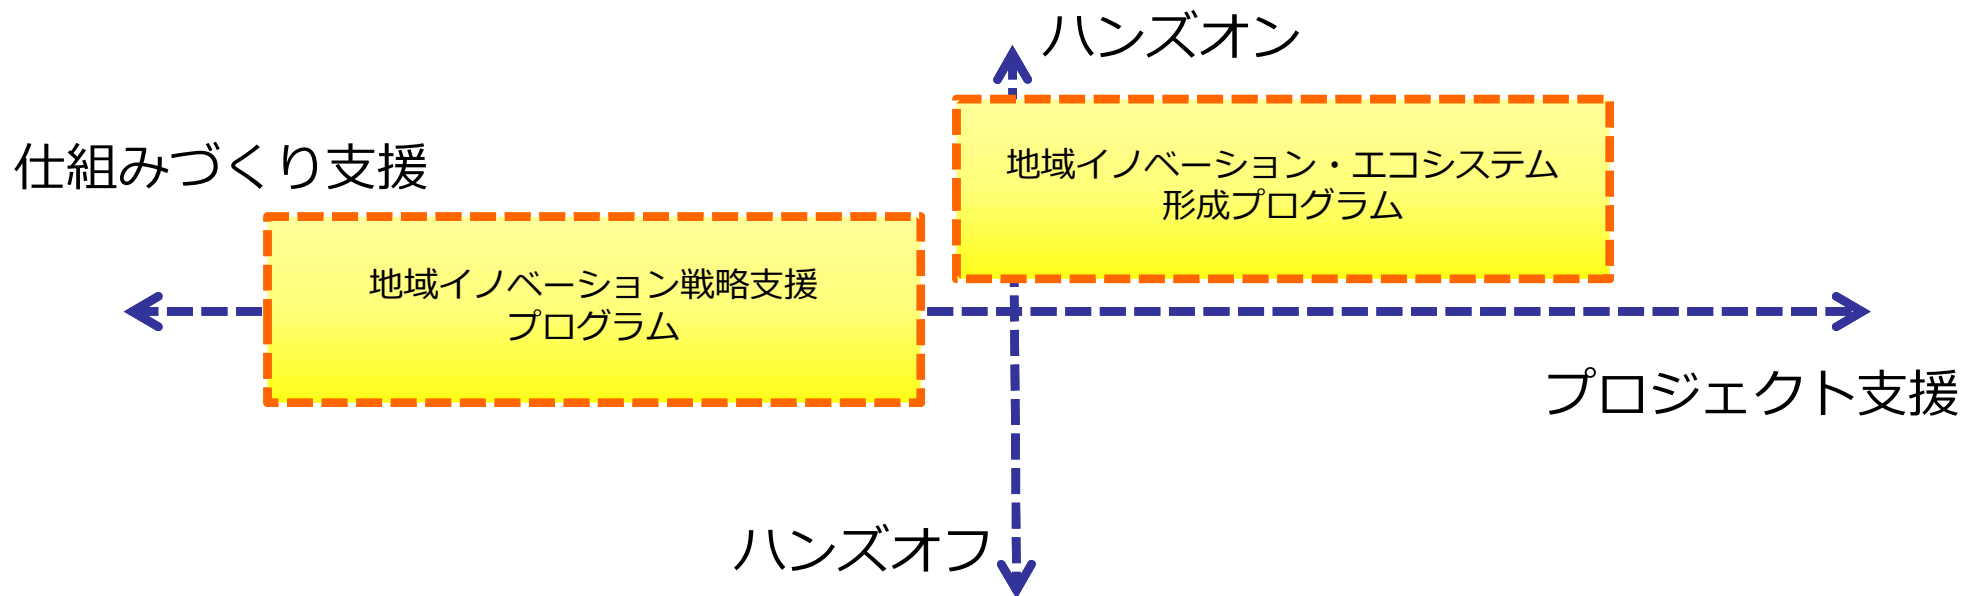 ハンズオン
仕組みづくり支援
地域イノベーション・エコシステム
形成プログラム
地域イノベーション戦略支援
プログラム
プロジェクト支援
ハンズオフ